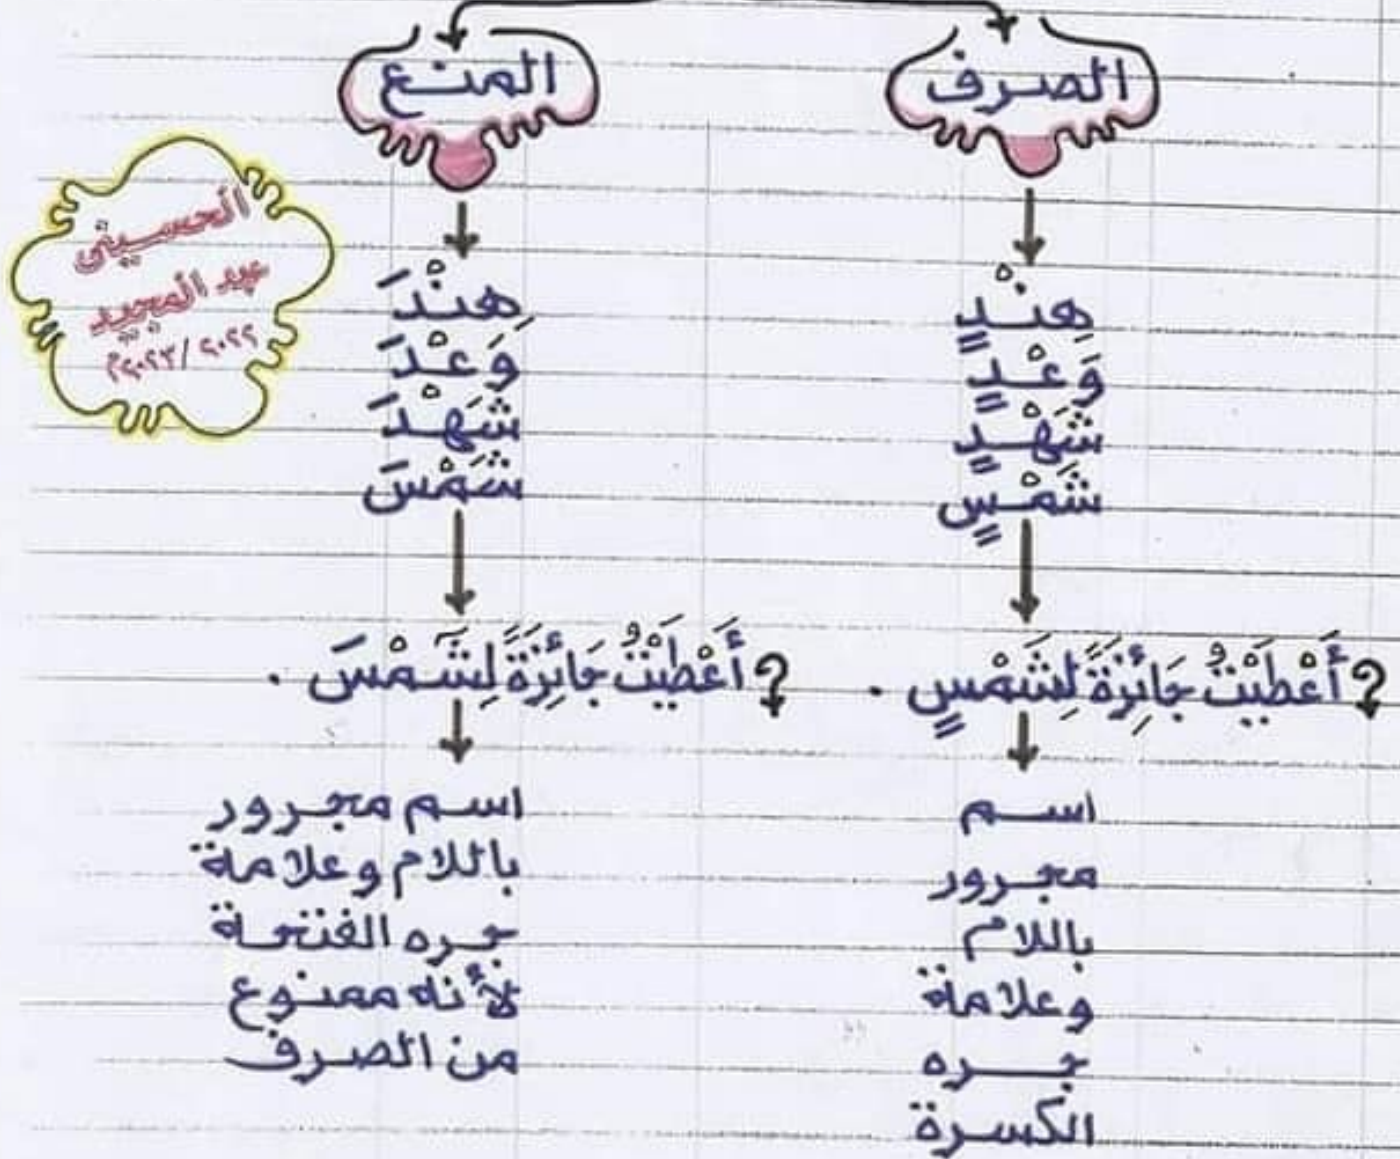 الصرف
هِنْدٍ
وَعْدٍ
شَهْدٍ
شَمْسٍ
أَعْطَيْتُ جَائِزَةً لِشَمْسٍ .
اسم
مجرور
باللام
وعلامة
جره
الكسرة
المنع
هِنْدَ
وَعْدَ
شَهْدَ
شَمْسَ
أَعْطَيْتُ جَائِزَةً لِشَمْسَ .
اسم مجرور
باللام وعلامة
جره الفتحة
لأنه ممنوع
من الصرف
الحسيني
عبد المجيد
٢٠٢٢/٢٠٢٣م